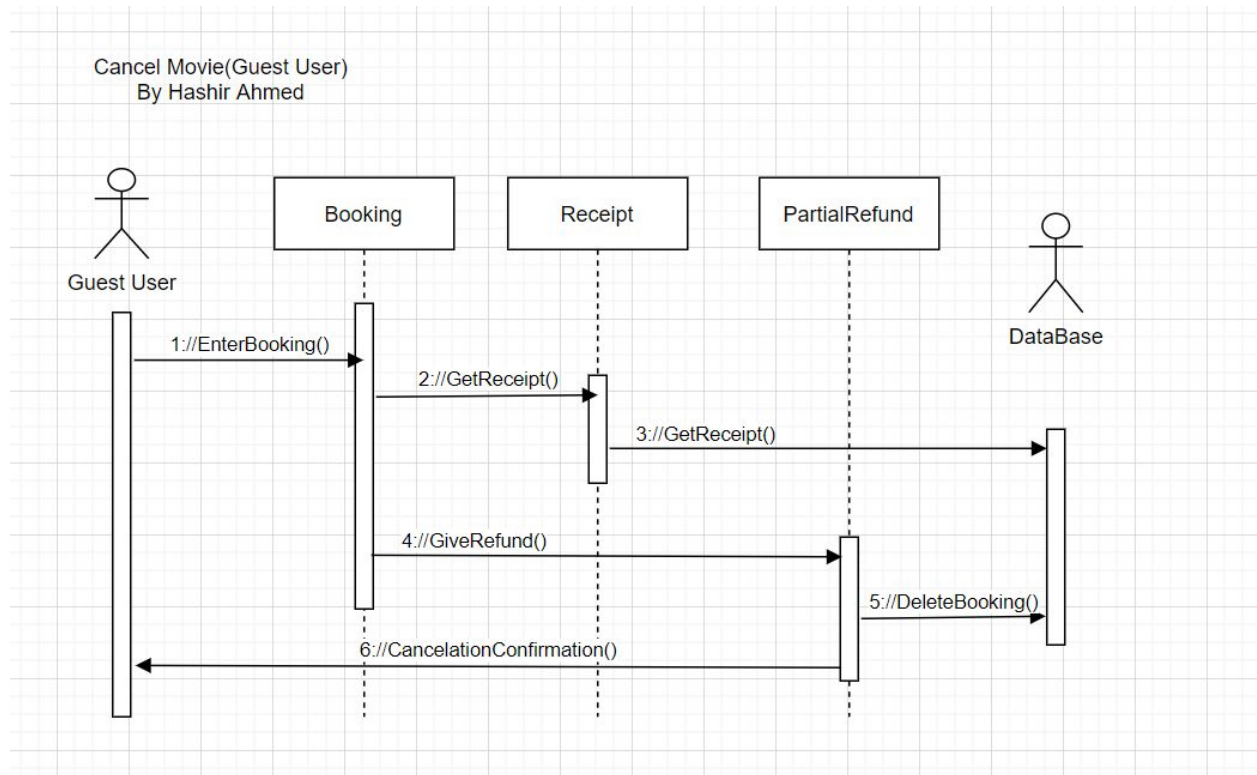 Cancel Movie(Guest User)
By Hashir Ahmed
Booking
Receipt
PartialRefund
Guest User
DataBase
1://EnterBooking()
2://GetReceipt()
3://GetReceipt()
4://GiveRefund()
5://DeleteBooking()
6://CancelationConfirmation()